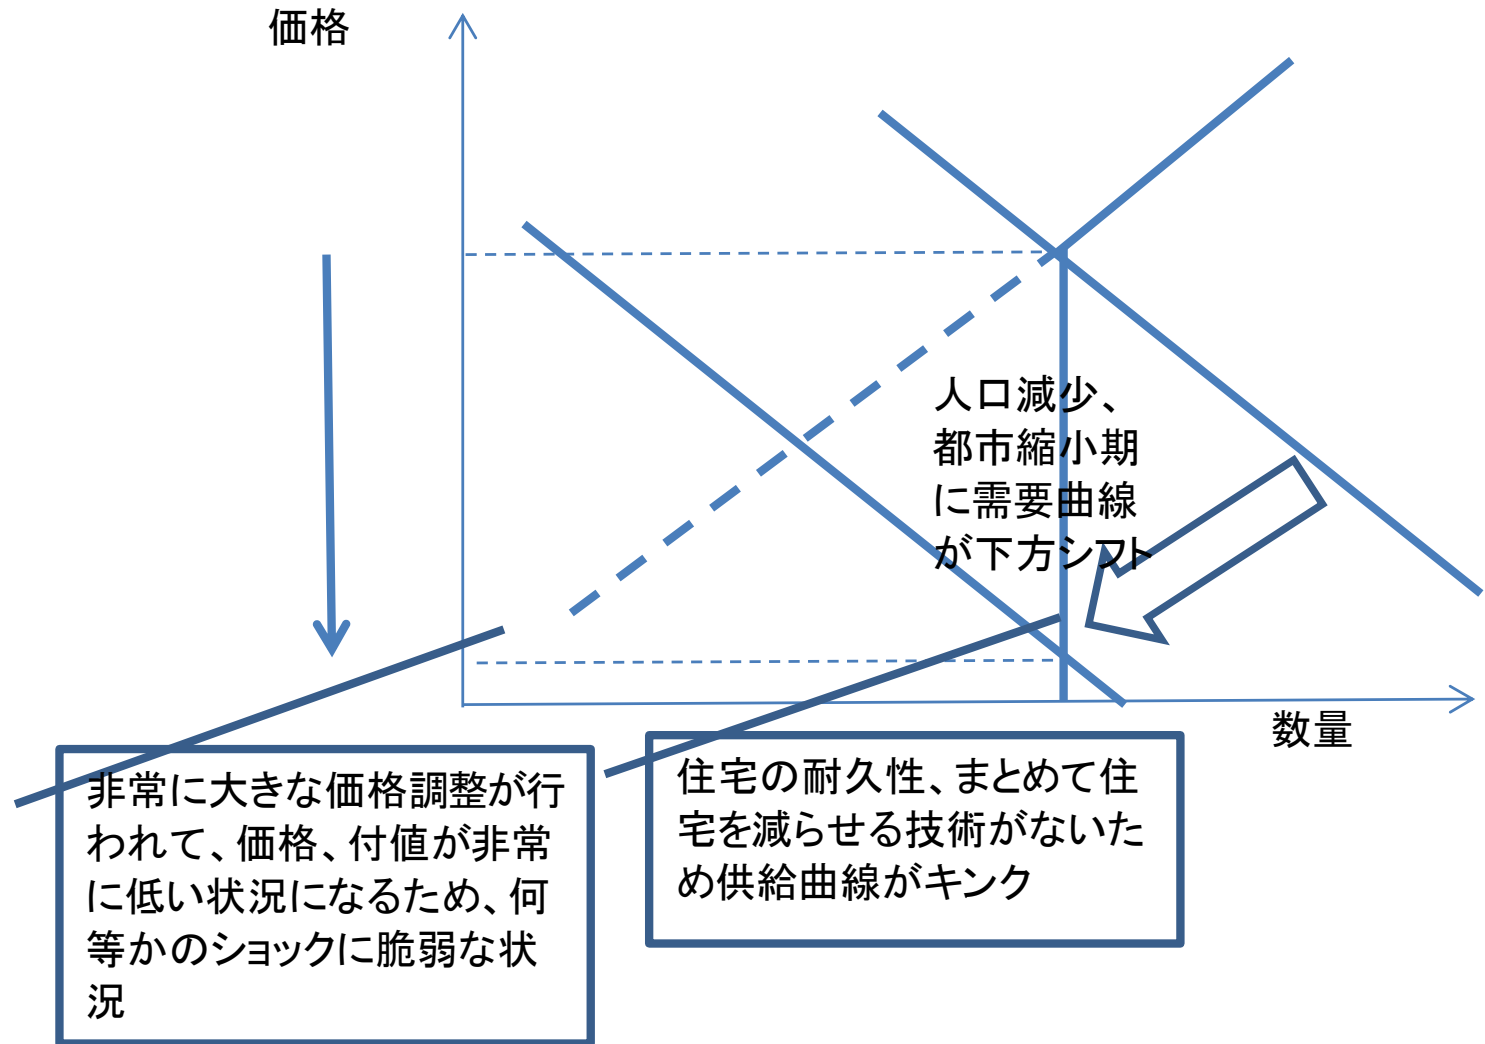 価格
人口減少、
都市縮小期
に需要曲線
が下方シフト
数量
非常に大きな価格調整が行
われて、価格、付値が非常
に低い状況になるため、何
等かのショックに脆弱な状
況
住宅の耐久性、まとめて住
宅を減らせる技術がないた
め供給曲線がキンク